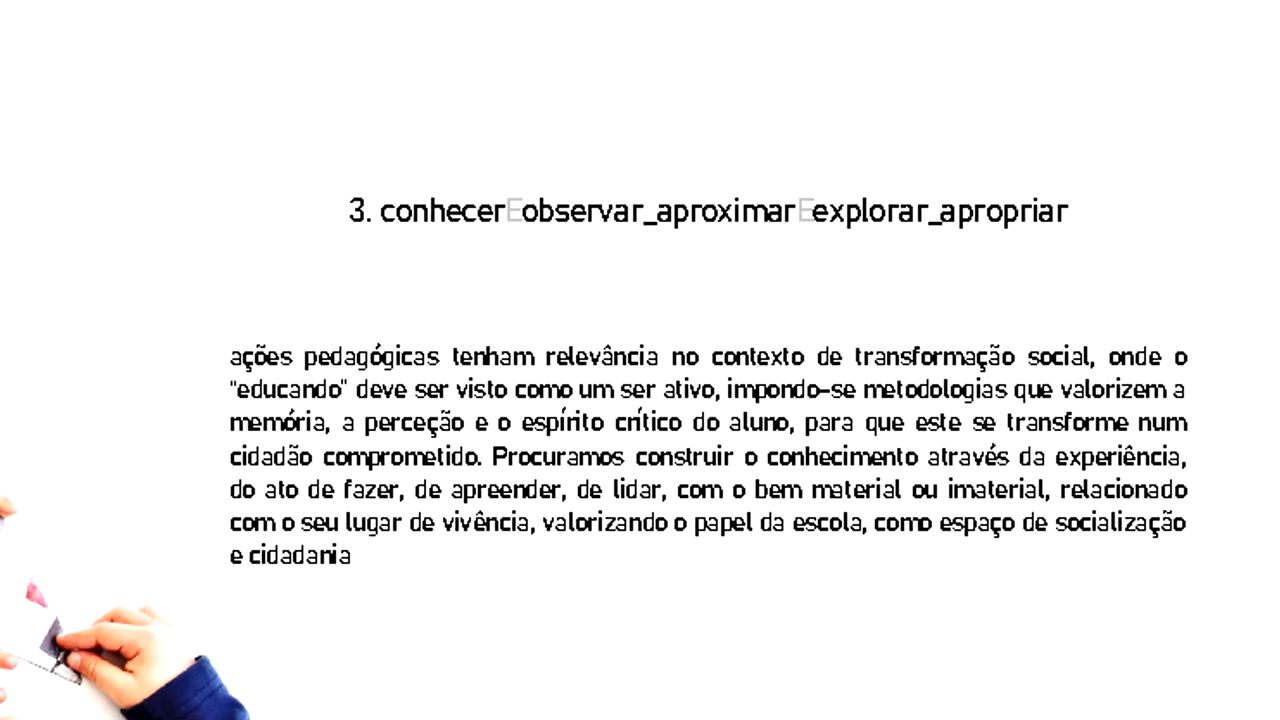 3. conhecerEobservar_aproximarEexplorar_apropriar
ações pedagógicas tenham relevância no contexto de transformação social, onde o
"educando" deve ser visto como um ser ativo, impondo-se metodologias que valorizem a
memória, a perceção e o espírito crítico do aluno, para que este se transforme num
cidadão comprometido. Procuramos construir o conhecimento através da experiência,
do ato de fazer, de apreender, de lidar, com o bem material ou imaterial, relacionado
com o seu lugar de vivência, valorizando o papel da escola, como espaço de socialização
e cidadania